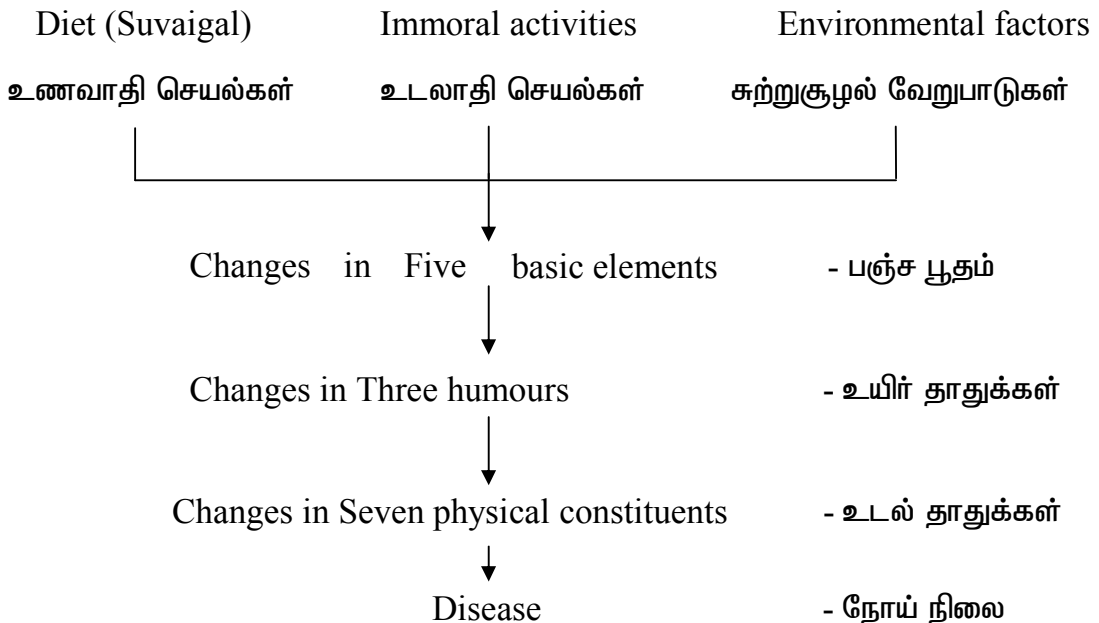 Diet (Suvaigal) Immoral activities Environmental factors
உணவாதி செயல்கள் உடலாதி செயல்கள் சுற்றுசூழல் வேறுபாடுகள்
Changes in Five basic elements - பஞ்ச பூதம்
Changes in Three humours - உயிர் தாதுக்கள்
Changes in Seven physical constituents - உடல் தாதுக்கள்
Disease - நோய் நிலை